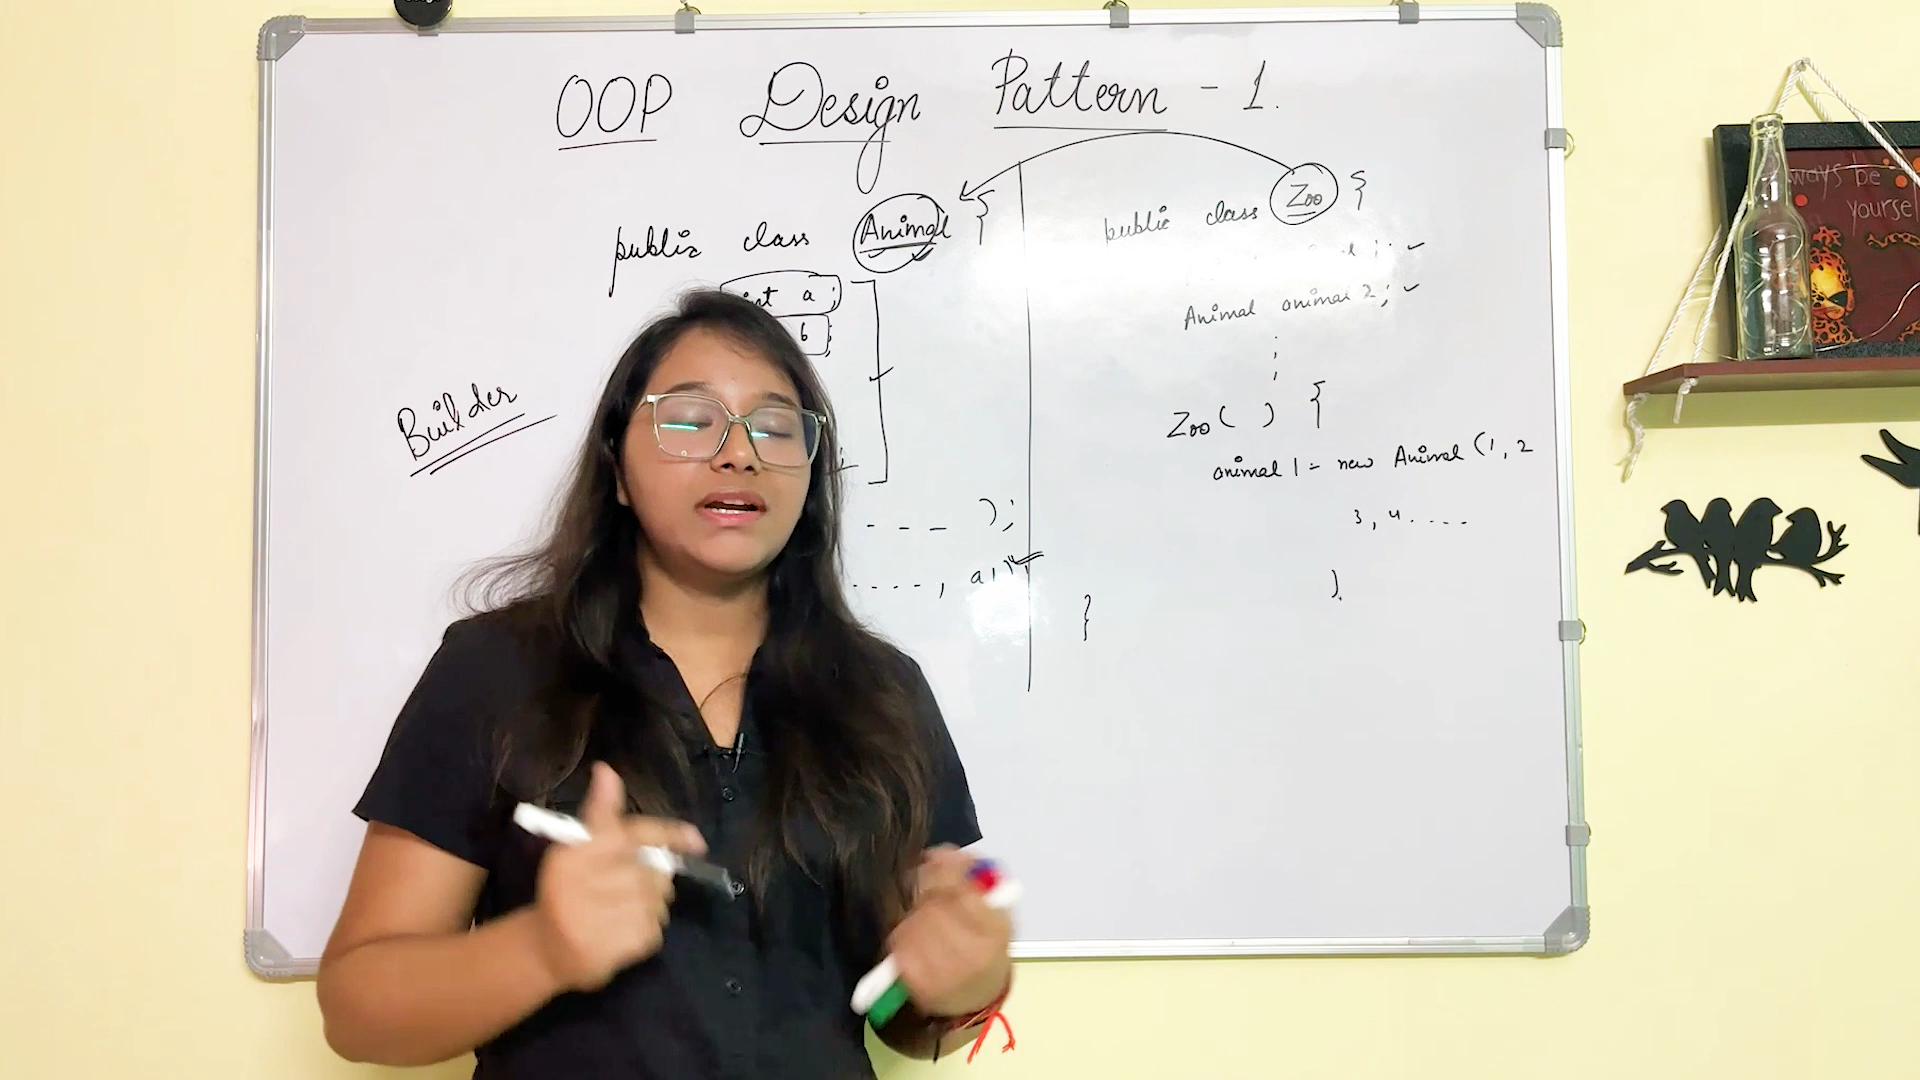 OOP Design Pattern - 1.
public class Animal {
int a;
b;
Builder
- - - );
- - - -, a,);
public class Zoo {
;
Animal animal 2;
Zoo( ) {
animal 1 = new Animal (1, 2
3, 4 . . . .
).
}
ways be
yoursel